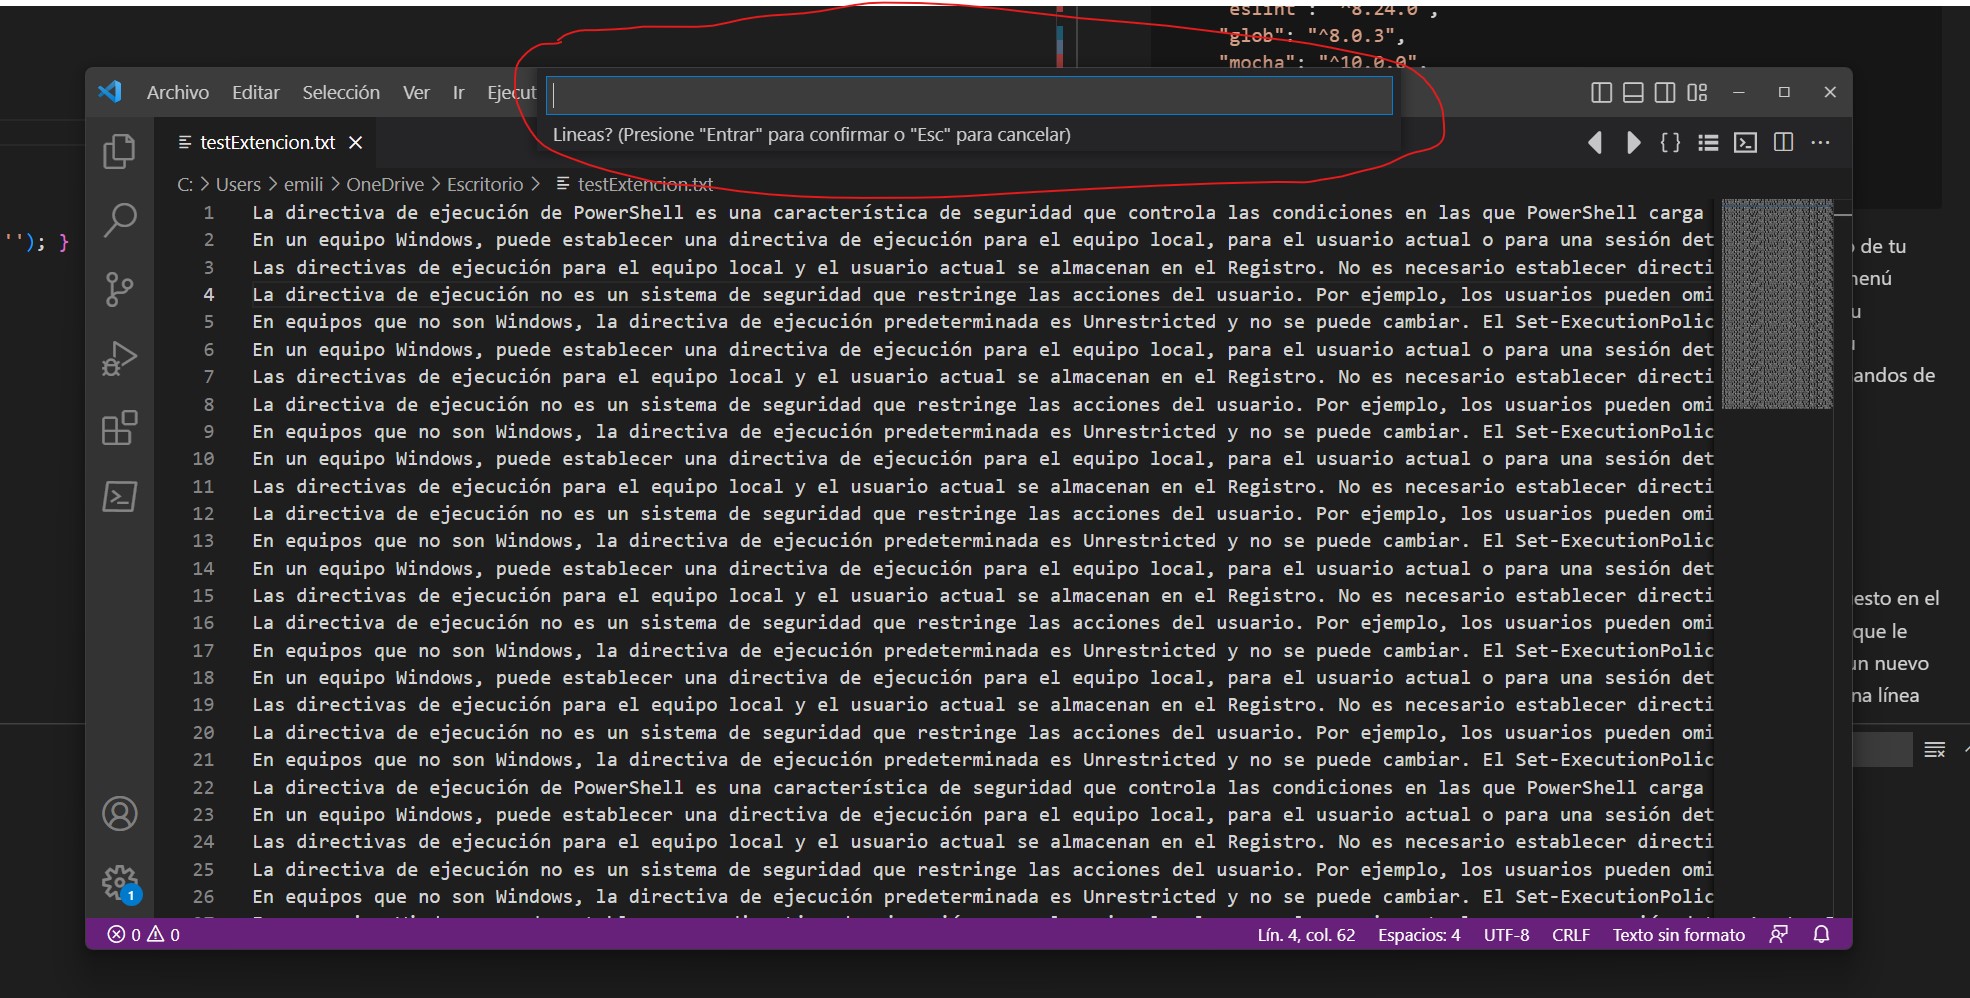 "eslint": "^8.24.0",
"glob": "^8.0.3",
"mocha": "^10.0.0",
Archivo Editar Selección Ver Ir Ejecut
Lineas? (Presione "Entrar" para confirmar o "Esc" para cancelar)
testExtencion.txt
C: > Users > emili > OneDrive > Escritorio > testExtencion.txt
''); }
1 La directiva de ejecución de PowerShell es una característica de seguridad que controla las condiciones en las que PowerShell carga
2 En un equipo Windows, puede establecer una directiva de ejecución para el equipo local, para el usuario actual o para una sesión det
3 Las directivas de ejecución para el equipo local y el usuario actual se almacenan en el Registro. No es necesario establecer directi
4 La directiva de ejecución no es un sistema de seguridad que restringe las acciones del usuario. Por ejemplo, los usuarios pueden omi
5 En equipos que no son Windows, la directiva de ejecución predeterminada es Unrestricted y no se puede cambiar. El Set-ExecutionPolic
6 En un equipo Windows, puede establecer una directiva de ejecución para el equipo local, para el usuario actual o para una sesión det
7 Las directivas de ejecución para el equipo local y el usuario actual se almacenan en el Registro. No es necesario establecer directi
8 La directiva de ejecución no es un sistema de seguridad que restringe las acciones del usuario. Por ejemplo, los usuarios pueden omi
9 En equipos que no son Windows, la directiva de ejecución predeterminada es Unrestricted y no se puede cambiar. El Set-ExecutionPolic
10 En un equipo Windows, puede establecer una directiva de ejecución para el equipo local, para el usuario actual o para una sesión det
11 Las directivas de ejecución para el equipo local y el usuario actual se almacenan en el Registro. No es necesario establecer directi
12 La directiva de ejecución no es un sistema de seguridad que restringe las acciones del usuario. Por ejemplo, los usuarios pueden omi
13 En equipos que no son Windows, la directiva de ejecución predeterminada es Unrestricted y no se puede cambiar. El Set-ExecutionPolic
14 En un equipo Windows, puede establecer una directiva de ejecución para el equipo local, para el usuario actual o para una sesión det
15 Las directivas de ejecución para el equipo local y el usuario actual se almacenan en el Registro. No es necesario establecer directi
16 La directiva de ejecución no es un sistema de seguridad que restringe las acciones del usuario. Por ejemplo, los usuarios pueden omi
17 En equipos que no son Windows, la directiva de ejecución predeterminada es Unrestricted y no se puede cambiar. El Set-ExecutionPolic
18 En un equipo Windows, puede establecer una directiva de ejecución para el equipo local, para el usuario actual o para una sesión det
19 Las directivas de ejecución para el equipo local y el usuario actual se almacenan en el Registro. No es necesario establecer directi
20 La directiva de ejecución no es un sistema de seguridad que restringe las acciones del usuario. Por ejemplo, los usuarios pueden omi
21 En equipos que no son Windows, la directiva de ejecución predeterminada es Unrestricted y no se puede cambiar. El Set-ExecutionPolic
22 La directiva de ejecución de PowerShell es una característica de seguridad que controla las condiciones en las que PowerShell carga
23 En un equipo Windows, puede establecer una directiva de ejecución para el equipo local, para el usuario actual o para una sesión det
24 Las directivas de ejecución para el equipo local y el usuario actual se almacenan en el Registro. No es necesario establecer directi
25 La directiva de ejecución no es un sistema de seguridad que restringe las acciones del usuario. Por ejemplo, los usuarios pueden omi
26 En equipos que no son Windows, la directiva de ejecución predeterminada es Unrestricted y no se puede cambiar. El Set-ExecutionPolic
1
0 0
Lín. 4, col. 62 Espacios: 4 UTF-8 CRLF Texto sin formato
de tu
enú
u
andos de
esto en el
que le
un nuevo
na línea